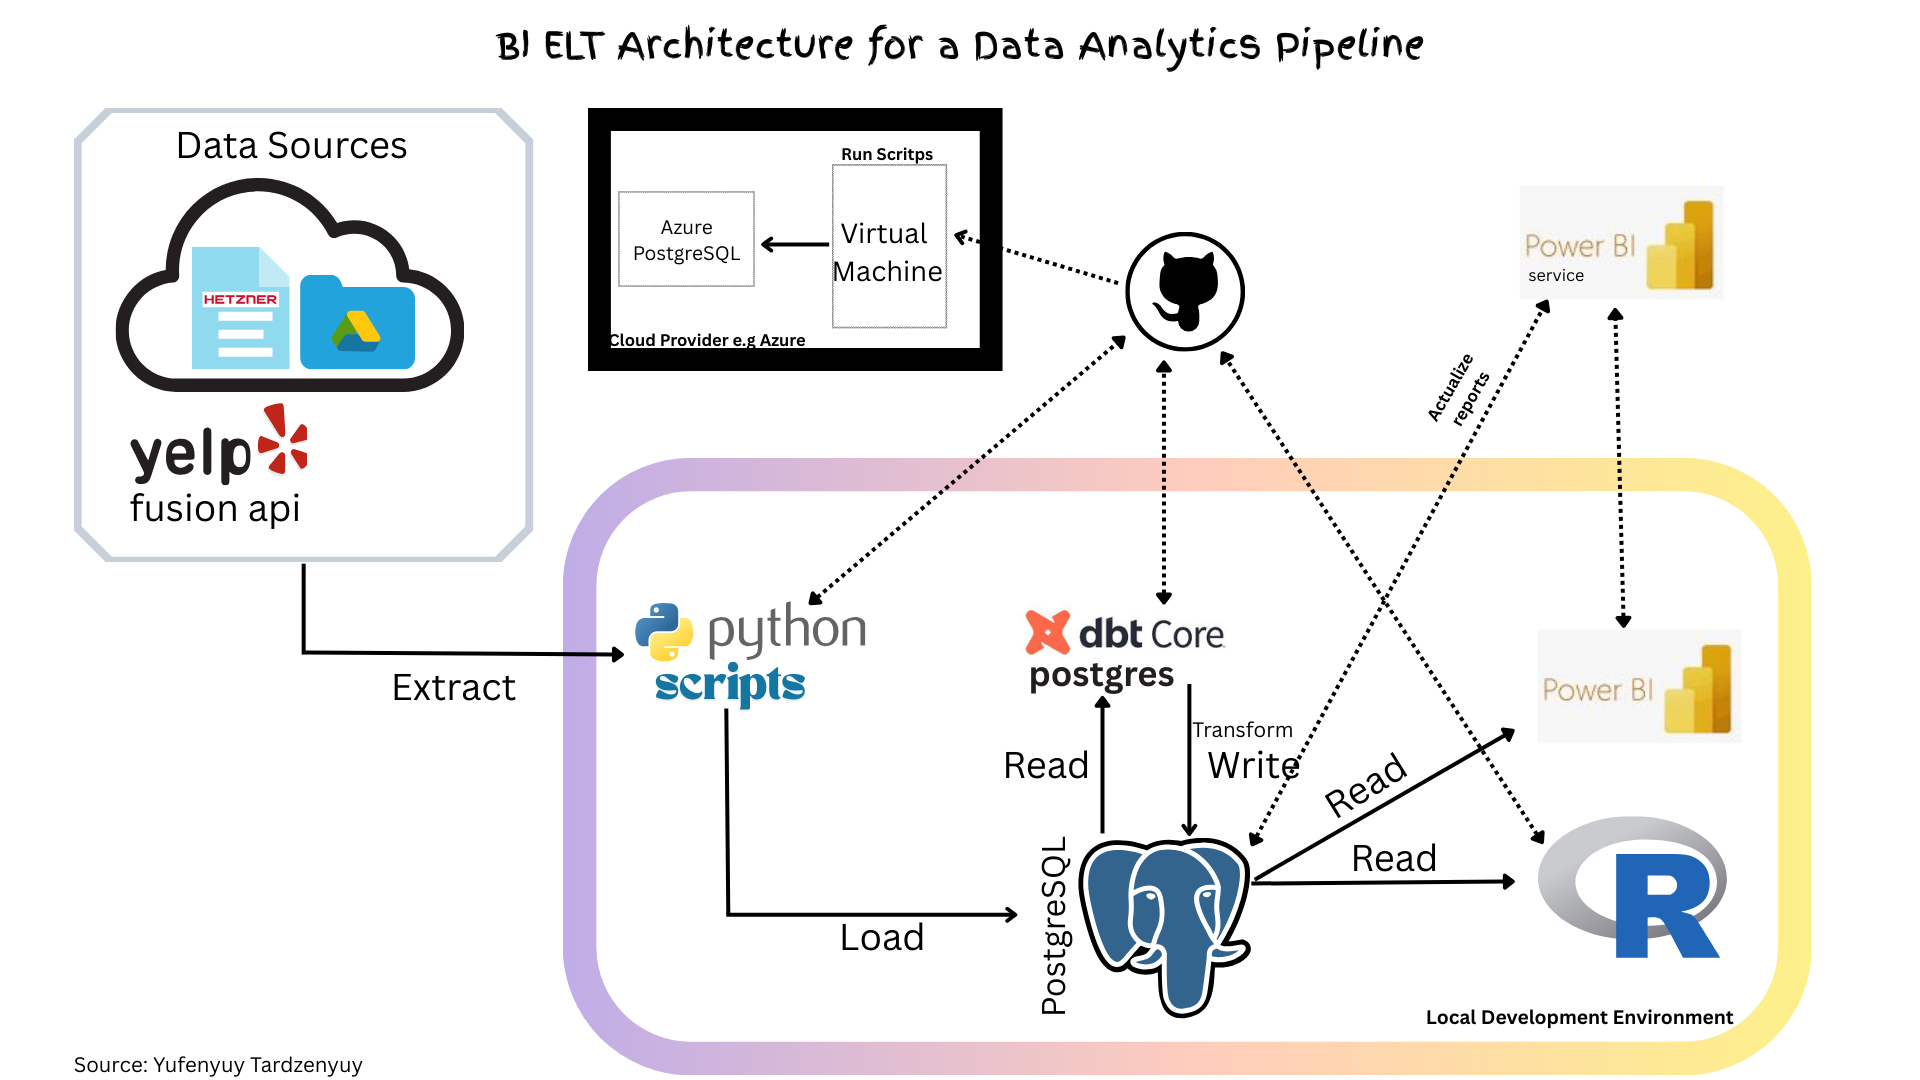 BI ELT Architecture for a Data Analytics Pipeline
Data Sources
HETZNER
yelp
fusion api
Run Scritps
Azure
PostgreSQL
Virtual
Machine
Cloud Provider e.g Azure
Power BI
service
Actualize
reports
Extract
python
scripts
dbt Core
postgres
Power BI
Read
Transform
Write
Read
Read
Load
PostgreSQL
R
Local Development Environment
Source: Yufenyuy Tardzenyuy